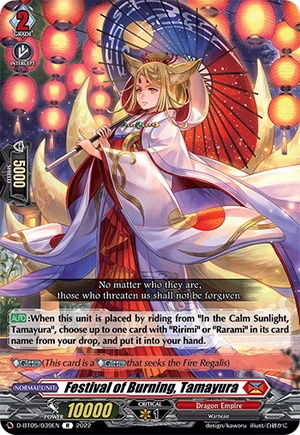 2
GRADE
INTERCEPT
5000
SHIELD
No matter who they are,
those who threaten us shall not be forgiven.
AUTO:When this unit is placed by riding from "In the Calm Sunlight,
Tamayura", choose up to one card with "Ririmi" or "Rarami" in its card
name from your drop, and put it into your hand.
Glitter(This card is a Glitter that seeks the Fire Regalis)
NORMAL UNIT
Festival of Burning, Tamayura
POWER
10000
CRITICAL
1
Dragon Empire
Warbeast
D-BT05/039EN R 2022
design/kaworu illust/白砂かに